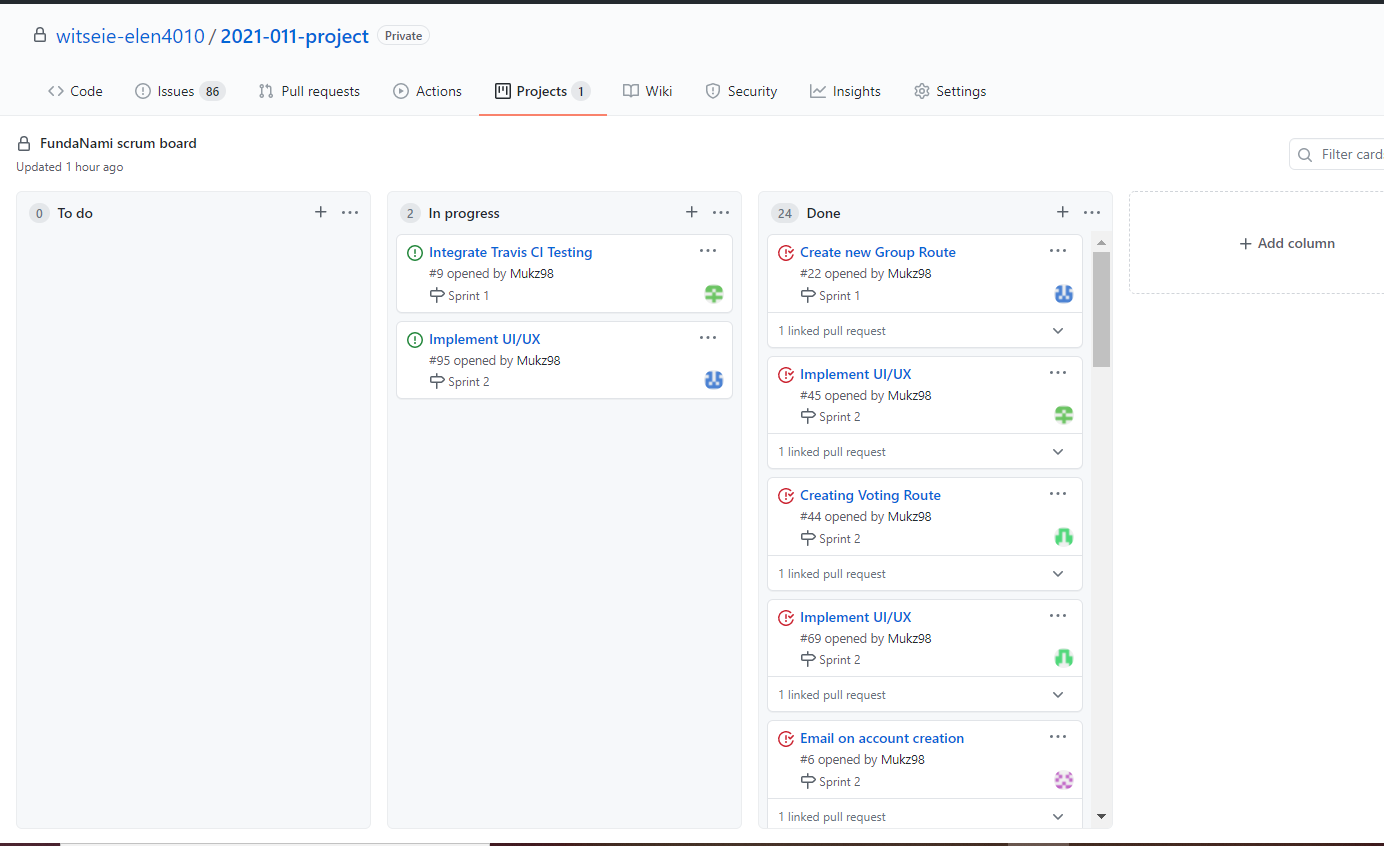 witseie-elen4010 / 2021-011-project Private
Code Issues 86 Pull requests Actions Projects 1 Wiki Security Insights Settings
FundaNami scrum board
Updated 1 hour ago
Filter card
0 To do
2 In progress
Integrate Travis CI Testing
#9 opened by Mukz98
Sprint 1
Implement UI/UX
#95 opened by Mukz98
Sprint 2
24 Done
Create new Group Route
#22 opened by Mukz98
Sprint 1
1 linked pull request
Implement UI/UX
#45 opened by Mukz98
Sprint 2
1 linked pull request
Creating Voting Route
#44 opened by Mukz98
Sprint 2
1 linked pull request
Implement UI/UX
#69 opened by Mukz98
Sprint 2
1 linked pull request
Email on account creation
#6 opened by Mukz98
Sprint 2
1 linked pull request
Add column